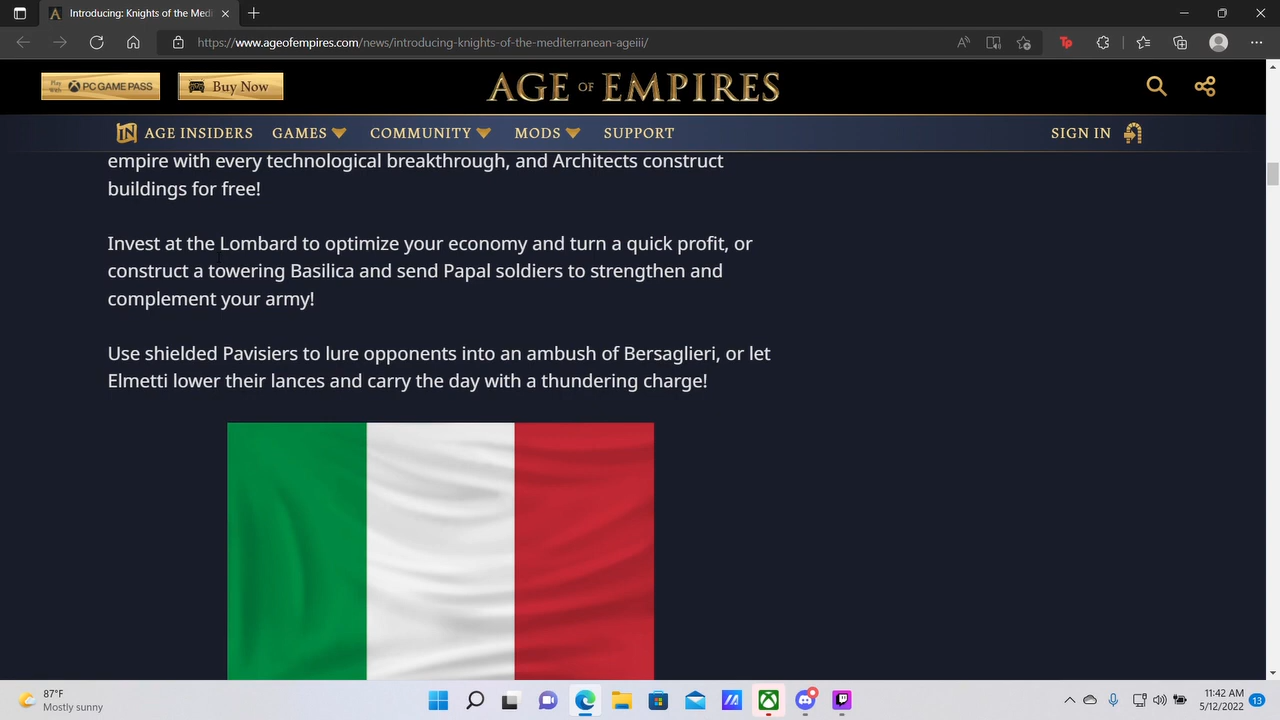 Introducing: Knights of the Medi
https://www.ageofempires.com/news/introducing-knights-of-the-mediterranean-ageiii/
PC GAME PASS
Buy Now
AGE OF EMPIRES
AGE INSIDERS
GAMES
COMMUNITY
MODS
SUPPORT
SIGN IN
empire with every technological breakthrough, and Architects construct
buildings for free!
Invest at the Lombard to optimize your economy and turn a quick profit, or
construct a towering Basilica and send Papal soldiers to strengthen and
complement your army!
Use shielded Pavisiers to lure opponents into an ambush of Bersaglieri, or let
Elmetti lower their lances and carry the day with a thundering charge!
87°F
Mostly sunny
11:42 AM
5/12/2022
13